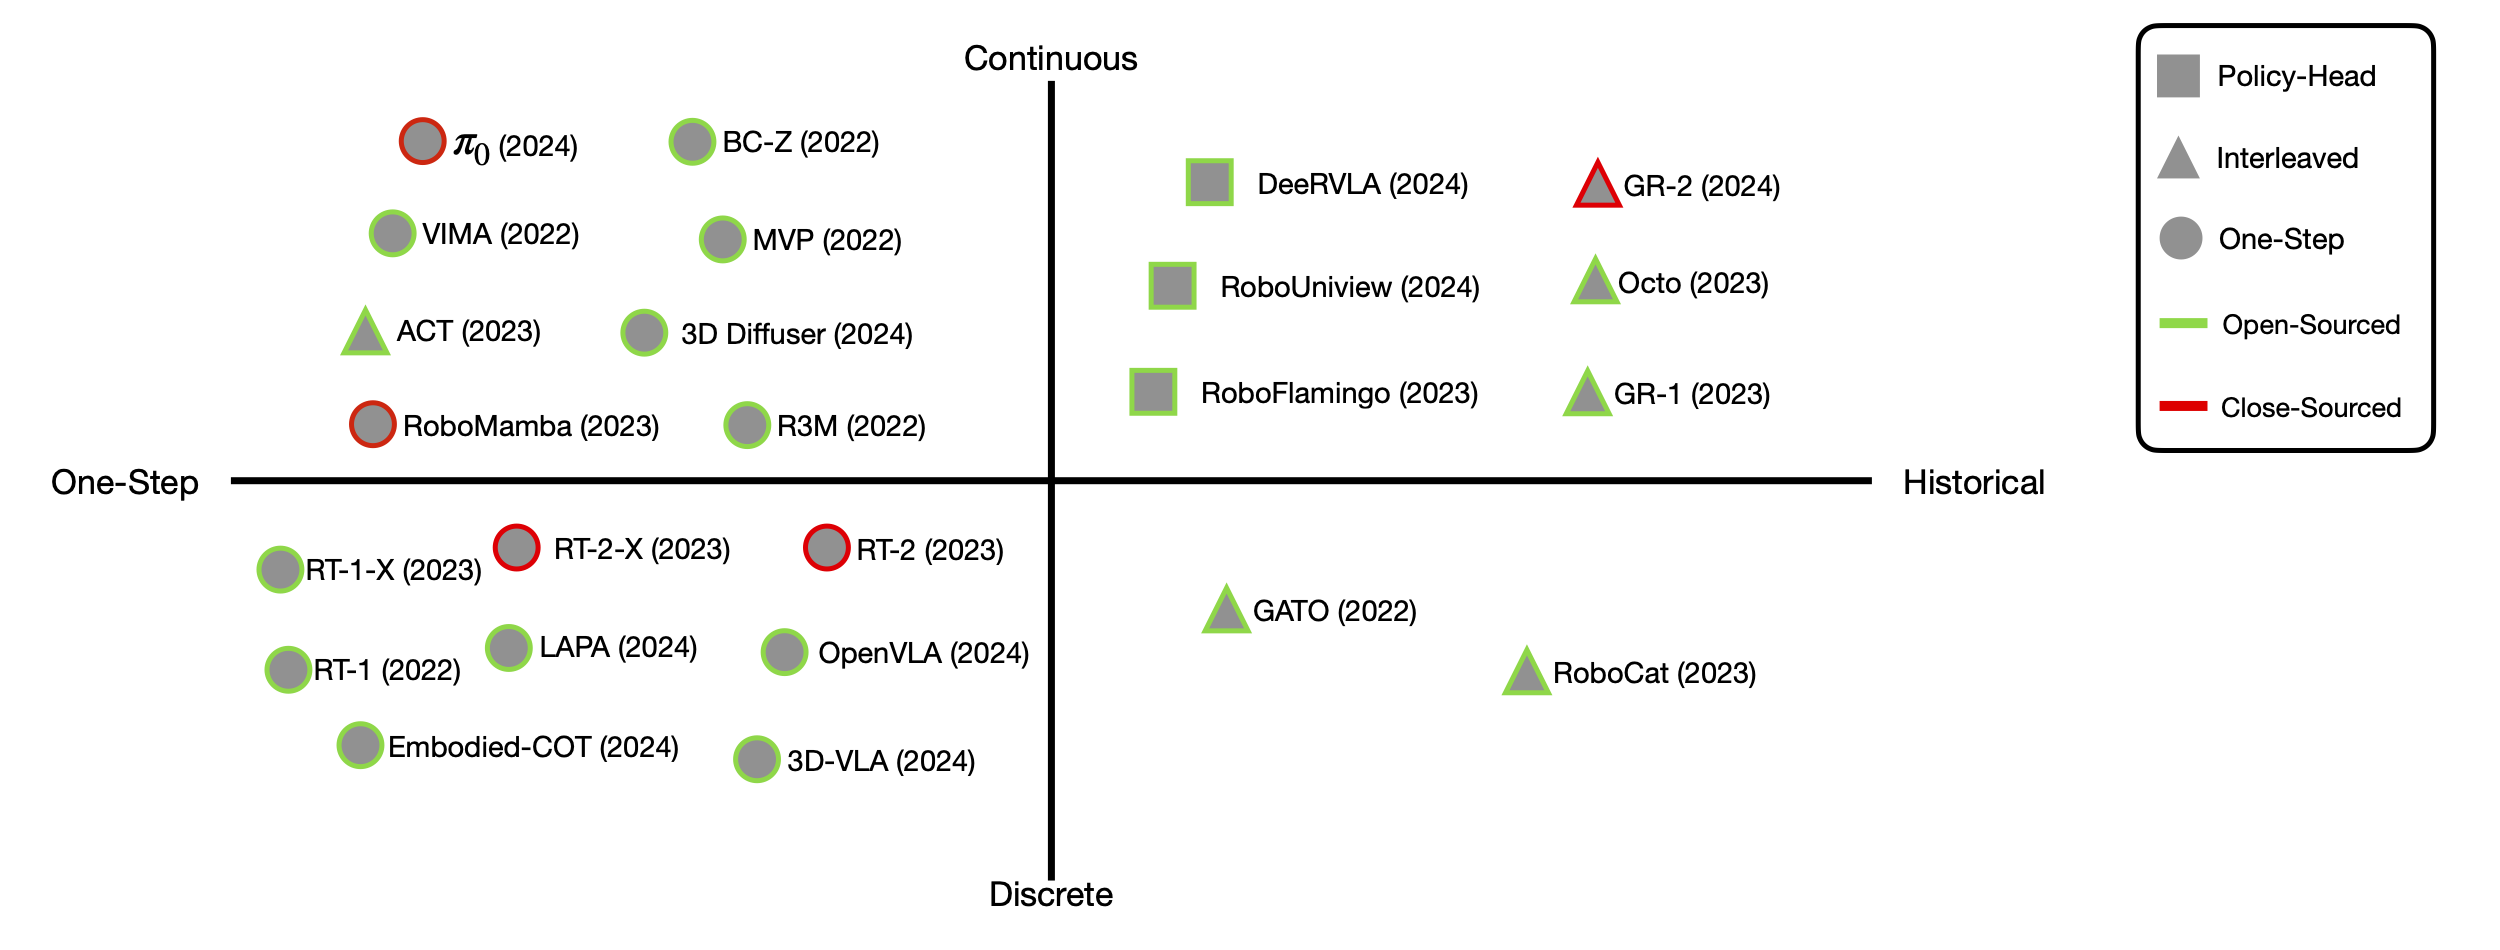 Continuous
π0 (2024)
BC-Z (2022)
VIMA (2022)
MVP (2022)
ACT (2023)
3D Diffuser (2024)
RoboMamba (2023)
R3M (2022)
DeeRVLA (2024)
GR-2 (2024)
RoboUniview (2024)
Octo (2023)
RoboFlamingo (2023)
GR-1 (2023)
One-Step
Historical
RT-1-X (2023)
RT-2-X (2023)
RT-2 (2023)
RT-1 (2022)
LAPA (2024)
OpenVLA (2024)
Embodied-COT (2024)
3D-VLA (2024)
GATO (2022)
RoboCat (2023)
Discrete
Policy-Head
Interleaved
One-Step
Open-Sourced
Close-Sourced